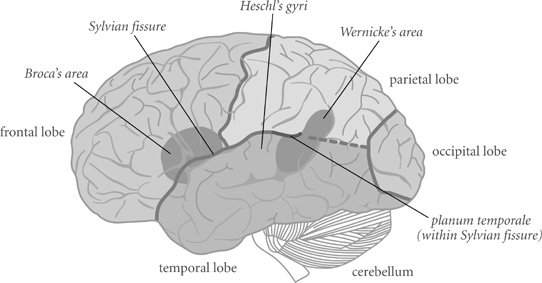 Heschl's gyri
Sylvian fissure
Wernicke's area
Broca's area
parietal lobe
frontal lobe
occipital lobe
planum temporale
(within Sylvian fissure)
temporal lobe
cerebellum